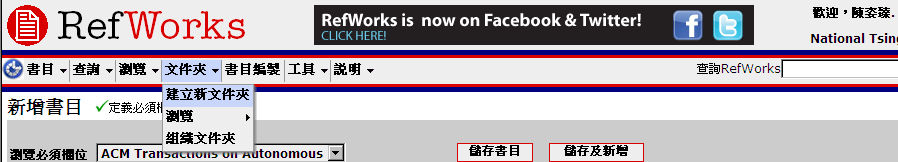 RefWorks
RefWorks is now on Facebook & Twitter!
CLICK HERE!
歡迎，陳姿臻.
National Tsing
書目 查詢 瀏覽 文件夾 書目編製 工具 說明
查詢RefWorks
建立新文件夾
新增書目 定義必須欄
瀏覽
組織文件夾
瀏覽必須欄位 ACM Transactions on Autonomous 儲存書目 儲存及新增